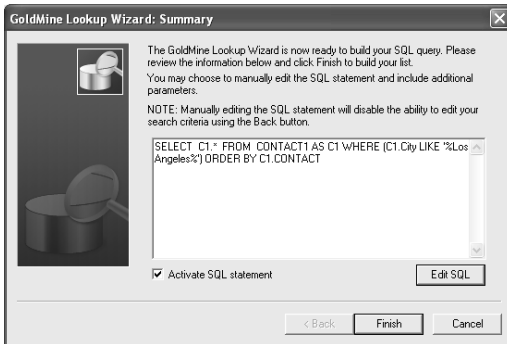 GoldMine Lookup Wizard: Summary
The GoldMine Lookup Wizard is now ready to build your SQL query. Please
review the information below and click Finish to build your list.
You may choose to manually edit the SQL statement and include additional
parameters.
NOTE: Manually editing the SQL statement will disable the ability to edit your
search criteria using the Back button.
SELECT C1.* FROM CONTACT1 AS C1 WHERE (C1.City LIKE '%Los
Angeles%') ORDER BY C1.CONTACT
Activate SQL statement
Edit SQL
< Back
Finish
Cancel